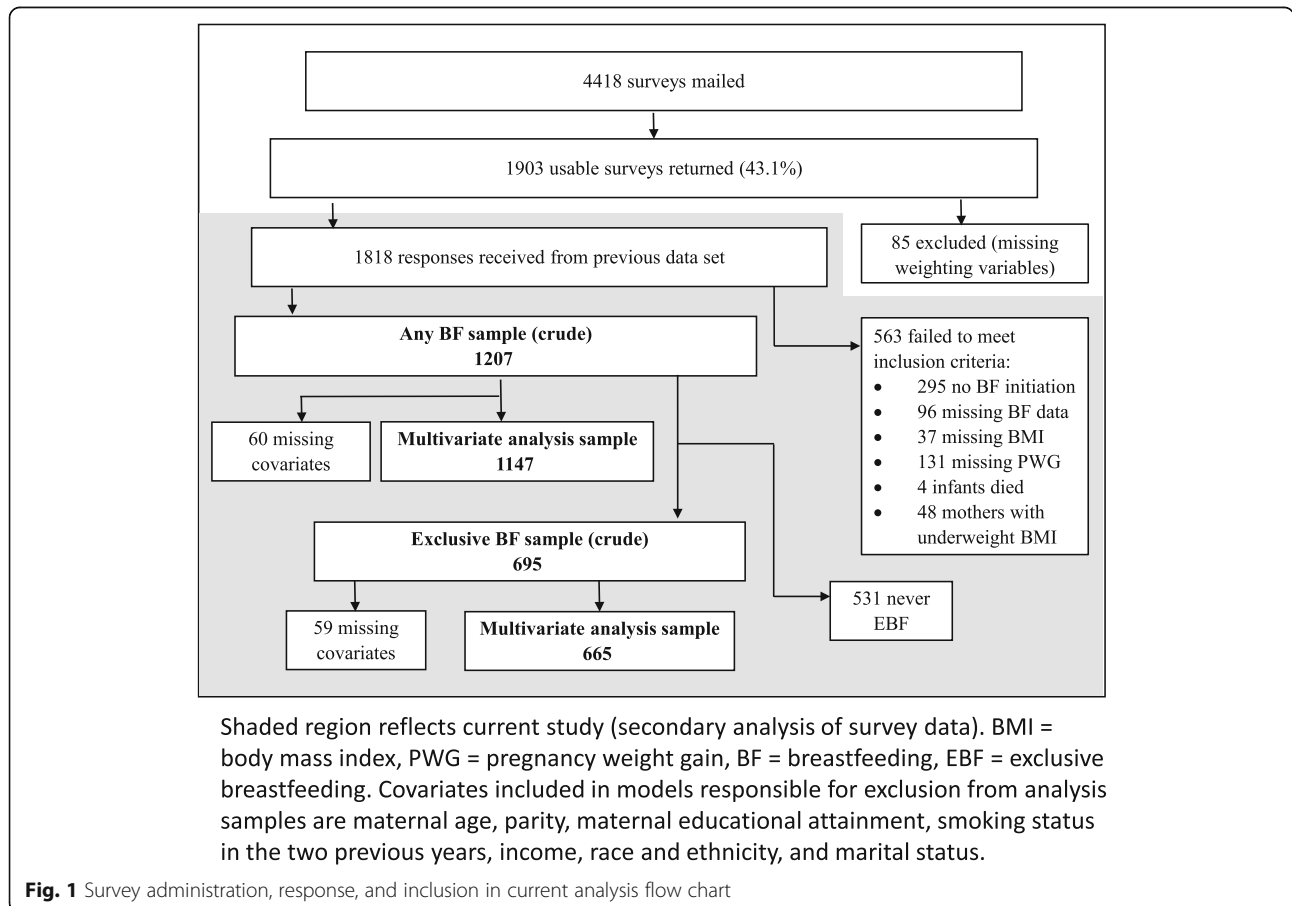 4418 surveys mailed
1903 usable surveys returned (43.1%)
1818 responses received from previous data set
85 excluded (missing
weighting variables)
Any BF sample (crude)
1207
563 failed to meet
inclusion criteria:
• 295 no BF initiation
• 96 missing BF data
• 37 missing BMI
• 131 missing PWG
• 4 infants died
• 48 mothers with
underweight BMI
60 missing
covariates
Multivariate analysis sample
1147
Exclusive BF sample (crude)
695
531 never
EBF
59 missing
covariates
Multivariate analysis sample
665
Shaded region reflects current study (secondary analysis of survey data). BMI =
body mass index, PWG = pregnancy weight gain, BF = breastfeeding, EBF = exclusive
breastfeeding. Covariates included in models responsible for exclusion from analysis
samples are maternal age, parity, maternal educational attainment, smoking status
in the two previous years, income, race and ethnicity, and marital status.
Fig. 1 Survey administration, response, and inclusion in current analysis flow chart